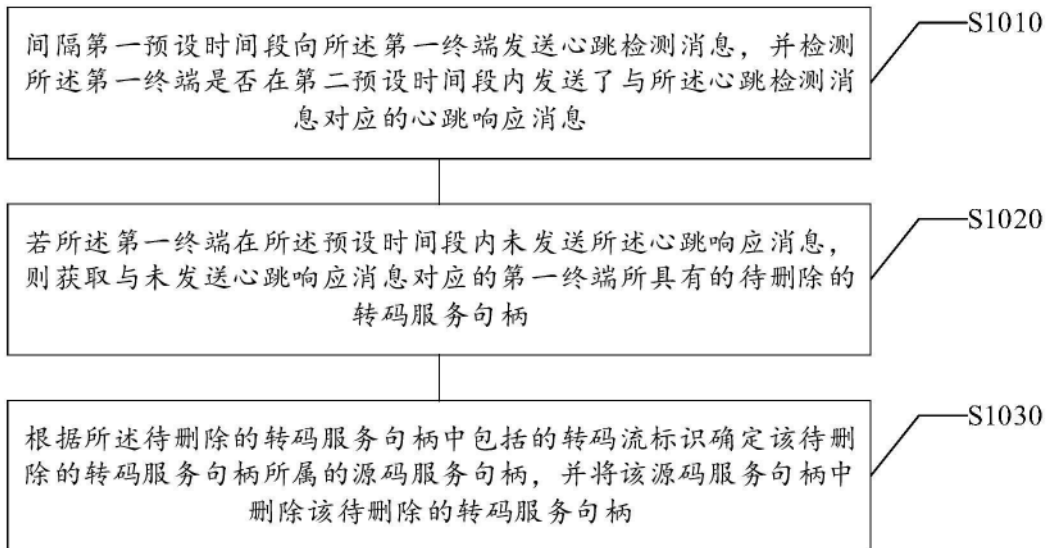 间隔第一预设时间段向所述第一终端发送心跳检测消息，并检测
所述第一终端是否在第二预设时间段内发送了与所述心跳检测消
息对应的心跳响应消息
S1010
若所述第一终端在所述预设时间段内未发送所述心跳响应消息，
则获取与未发送心跳响应消息对应的第一终端所具有的待删除的
转码服务句柄
S1020
根据所述待删除的转码服务句柄中包括的转码流标识确定该待删
除的转码服务句柄所属的源码服务句柄，并将该源码服务句柄中
删除该待删除的转码服务句柄
S1030